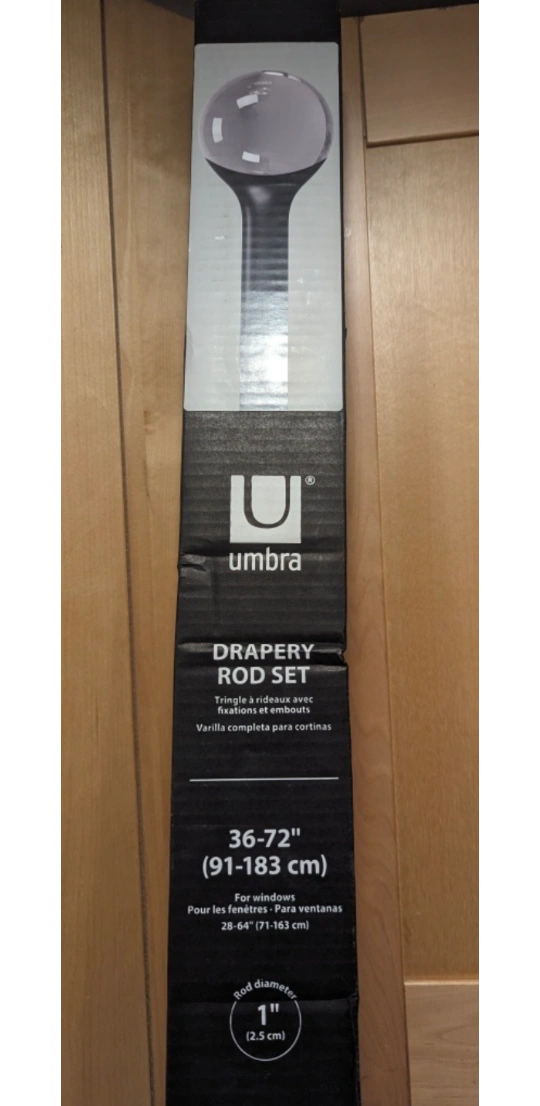 U®
umbra
DRAPERY
ROD SET
Tringle à rideaux avec
fixations et embouts
Varilla completa para cortinas
36-72"
(91-183 cm)
For windows
Pour les fenêtres · Para ventanas
28-64" (71-163 cm)
Rod diameter
1"
(2.5 cm)